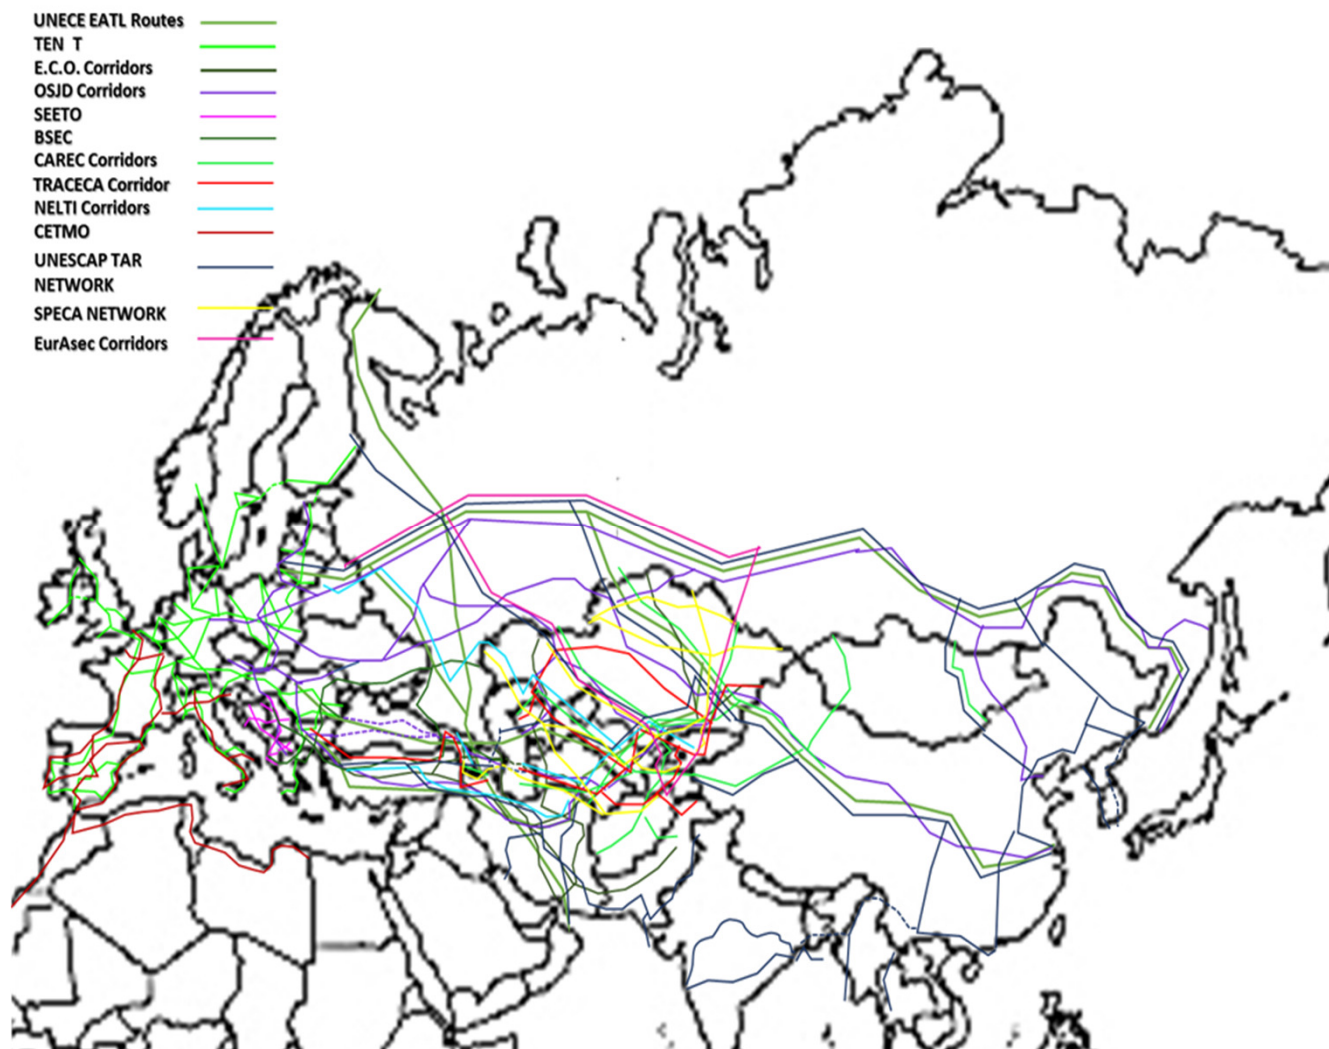 UNECE EATL Routes
TEN T
E.C.O. Corridors
OSJD Corridors
SEETO
BSEC
CAREC Corridors
TRACECA Corridor
NELTI Corridors
CETMO
UNESCAP TAR
NETWORK
SPECA NETWORK
EurAsec Corridors